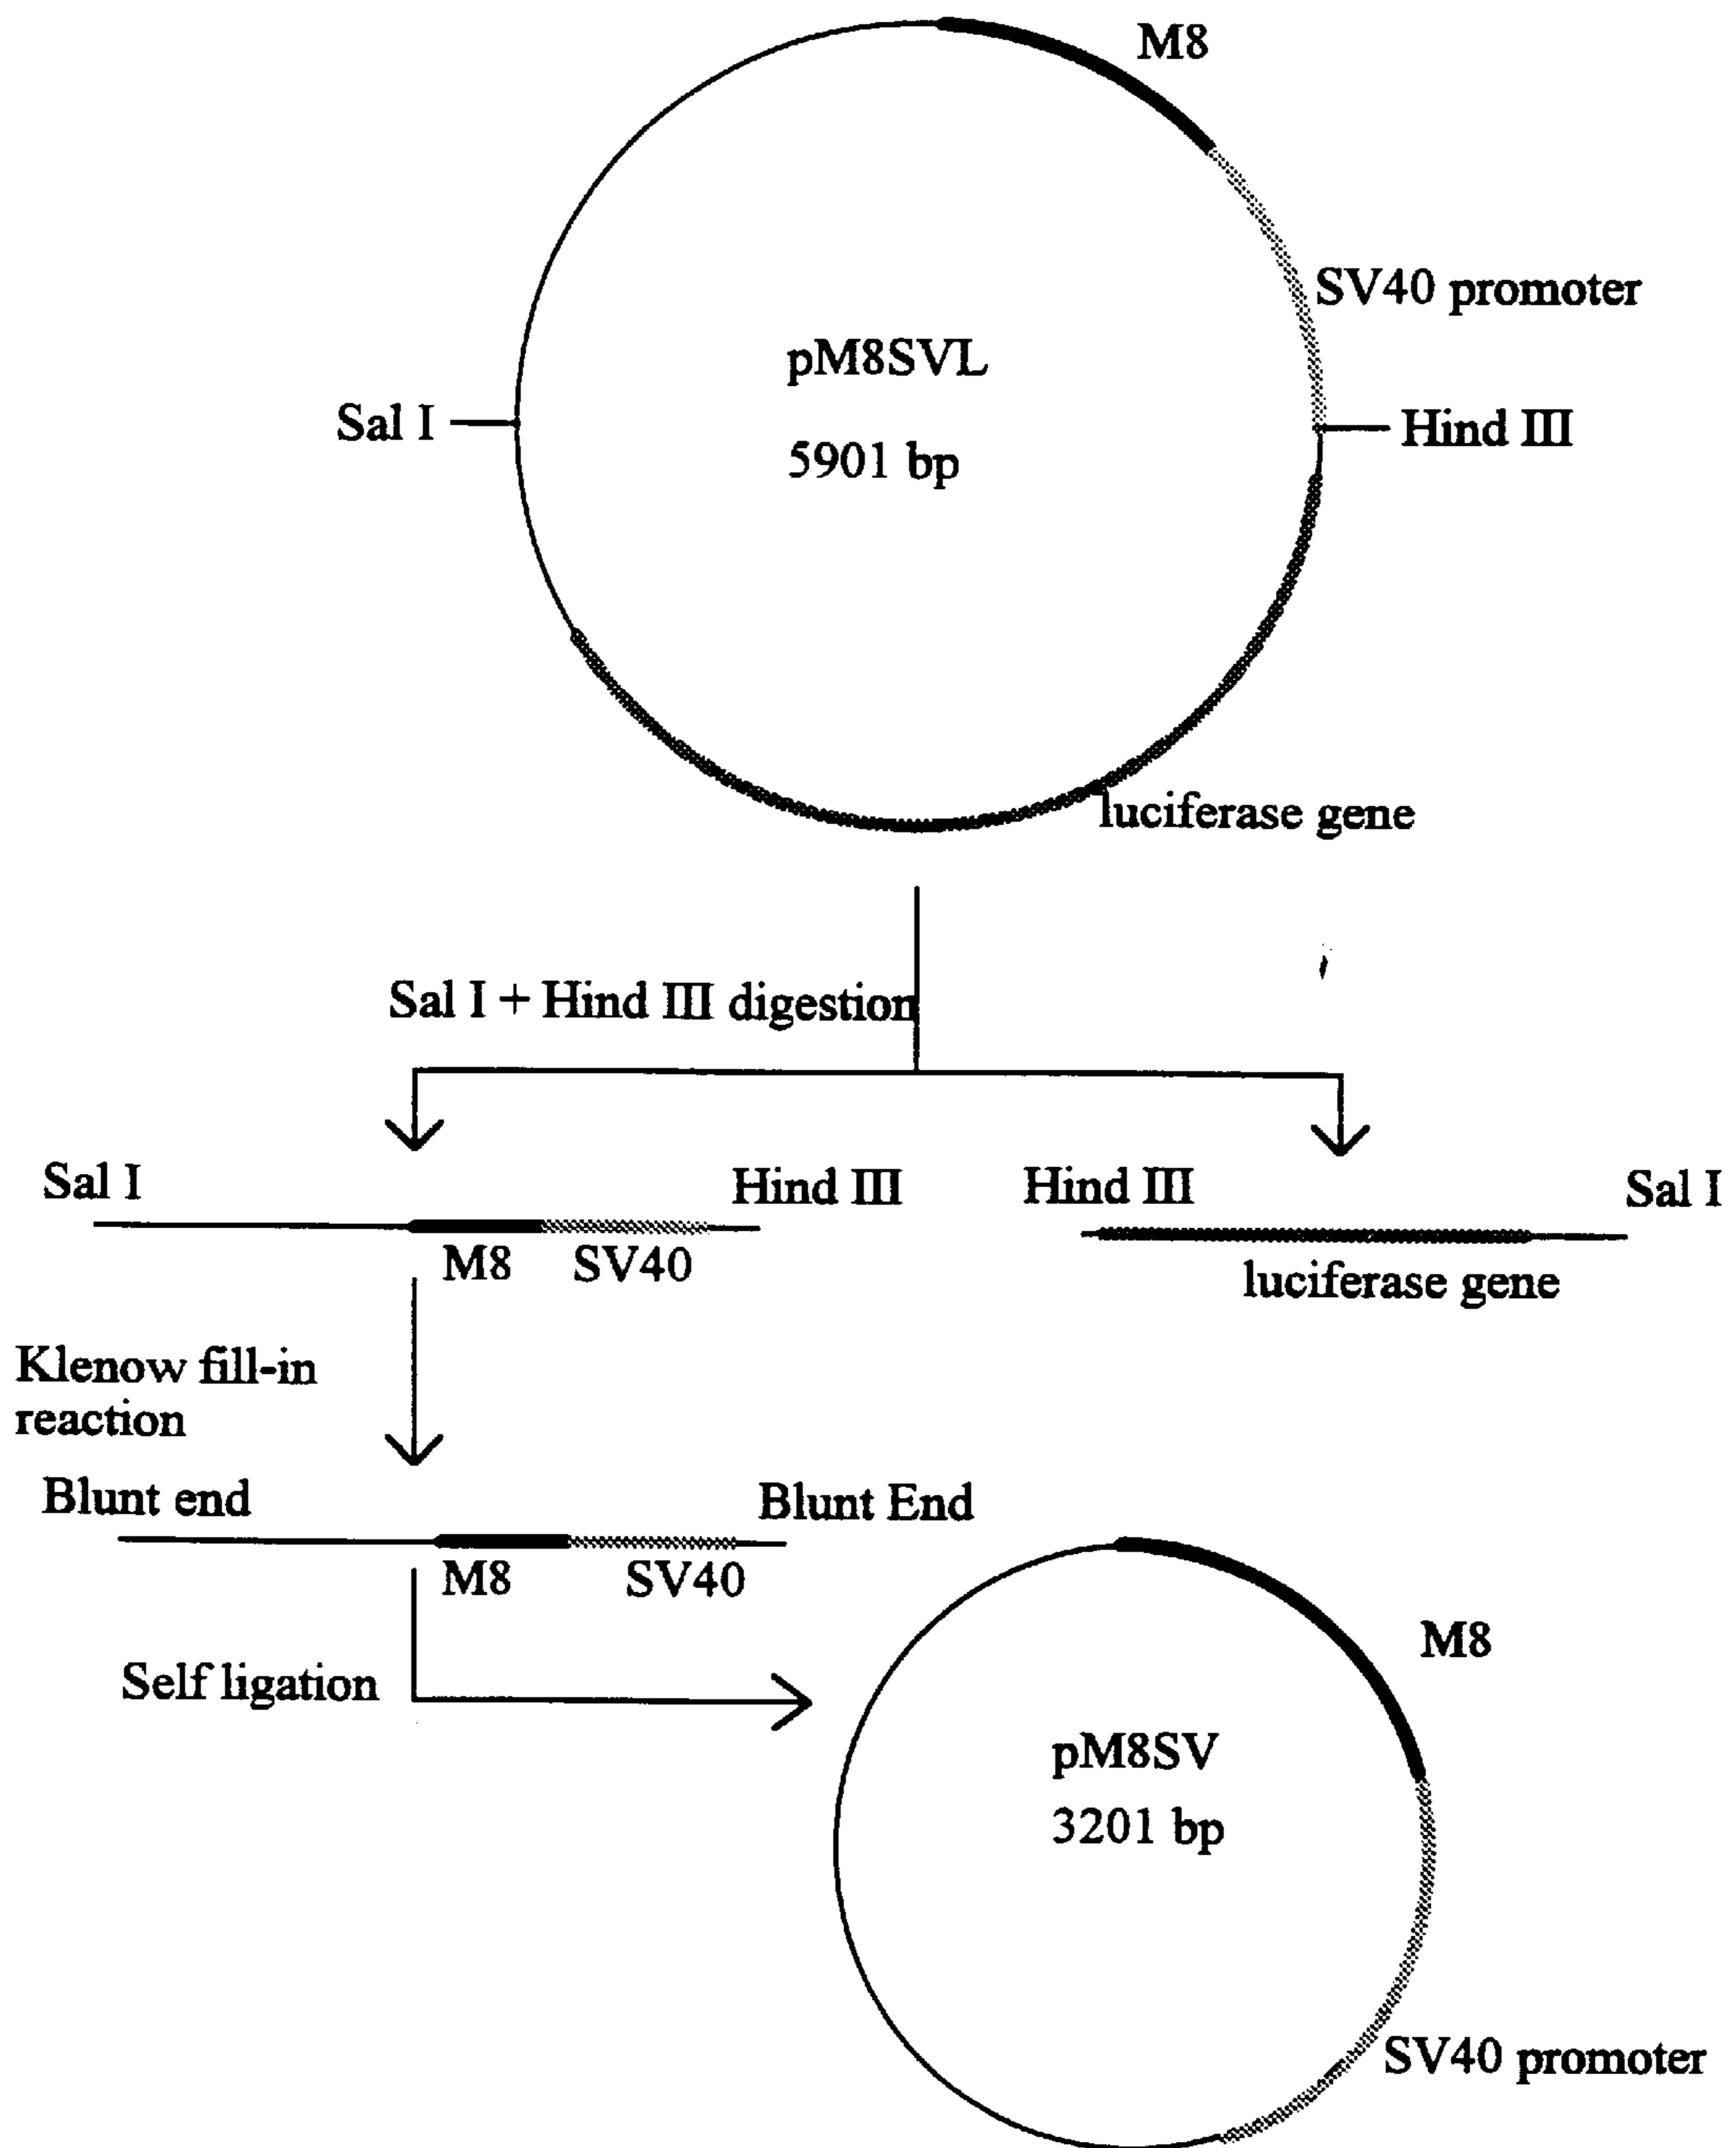 M8
SV40 promoter
pM8SVL
Sal I
Hind III
5901 bp
luciferase gene
Sal I + Hind III digestion
Sal I
Hind III
Hind III
Sal I
M8
SV40
luciferase gene
Klenow fill-in
reaction
Blunt end
Blunt End
M8
SV40
M8
Self ligation
pM8SV
3201 bp
SV40 promoter